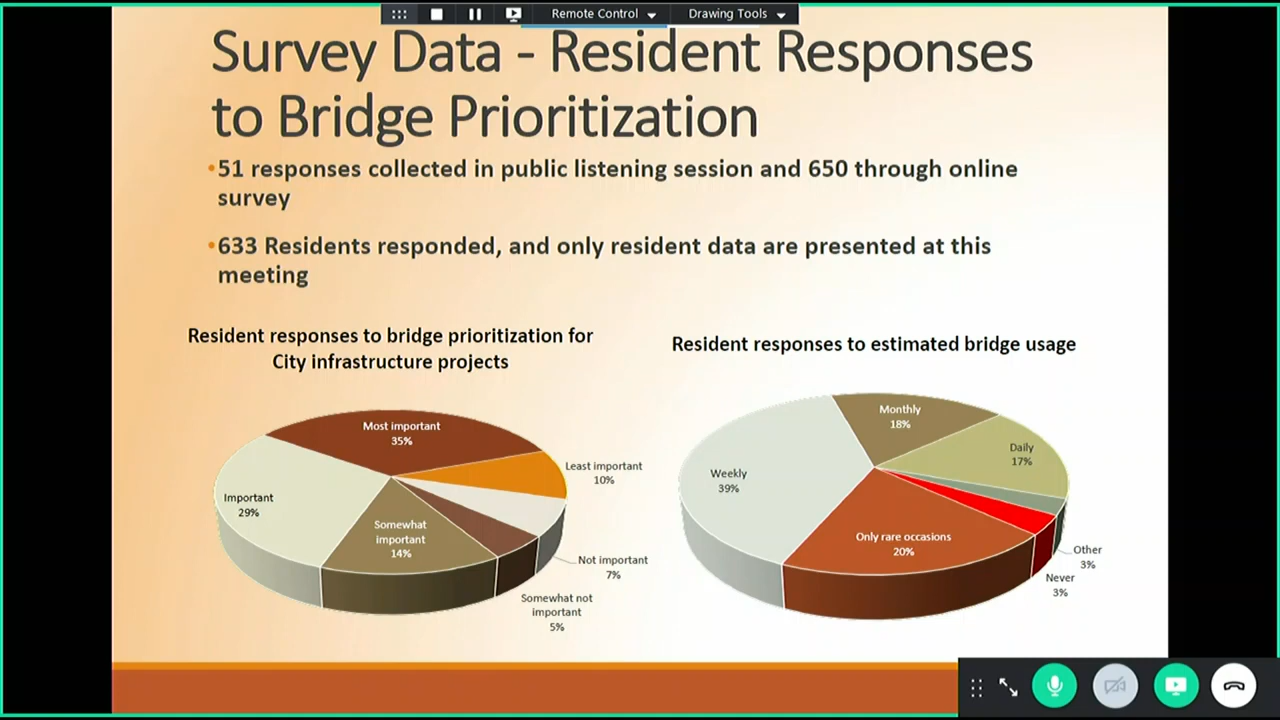 Remote Control
Drawing Tools
Survey Data - Resident Responses
to Bridge Prioritization
•51 responses collected in public listening session and 650 through online
survey
•633 Residents responded, and only resident data are presented at this
meeting
Resident responses to bridge prioritization for
City infrastructure projects
Most important
35%
Least important
10%
Important
29%
Somewhat
important
14%
Not important
7%
Somewhat not
important
5%
Resident responses to estimated bridge usage
Monthly
18%
Daily
17%
Weekly
39%
Only rare occasions
20%
Other
3%
Never
3%